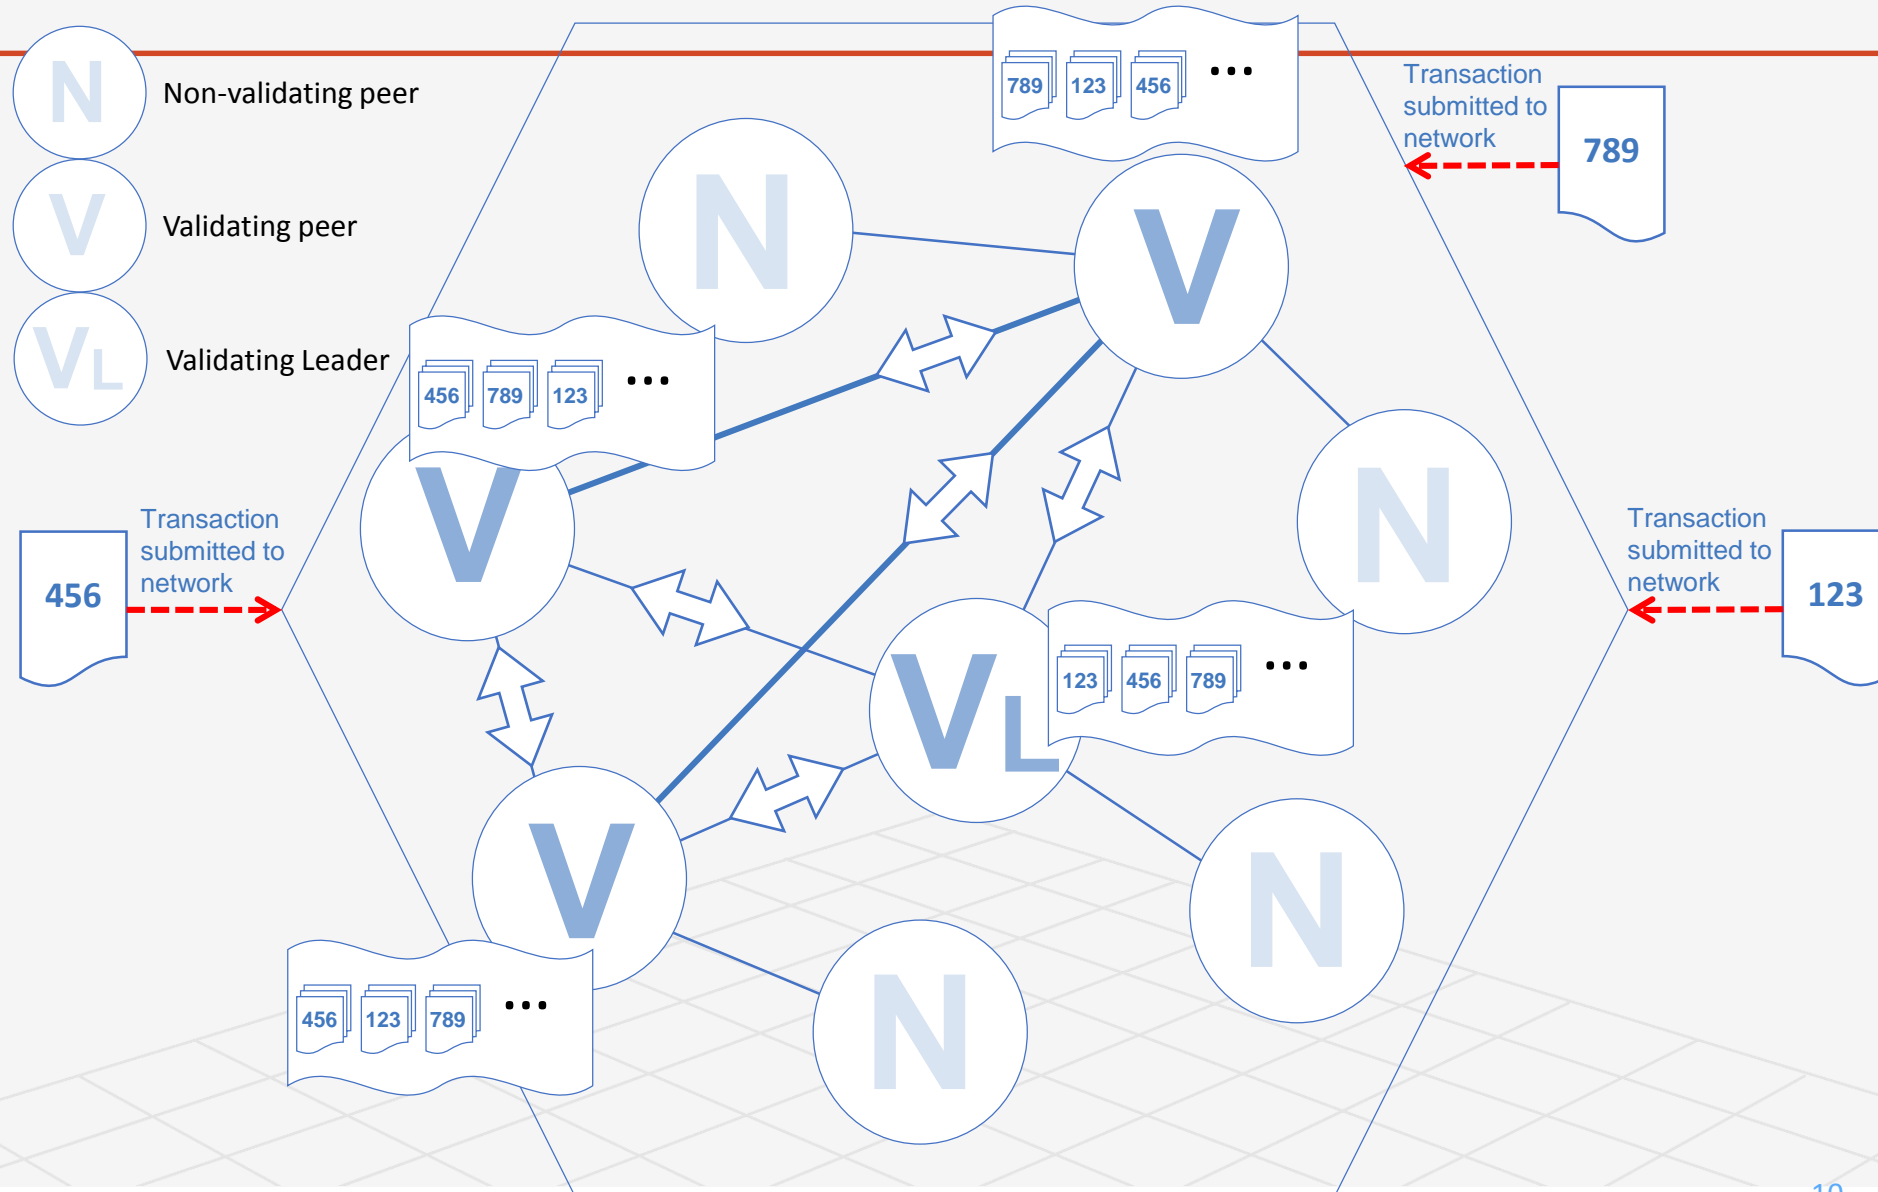 N
Non-validating peer
V
Validating peer
VL
Validating Leader
789 123 456 ...
Transaction
submitted to
network
789
N
V
456 789 123 ...
V
N
Transaction
submitted to
network
456
Transaction
submitted to
network
123
VL
123 456 789 ...
V
N
456 123 789 ...
N
10